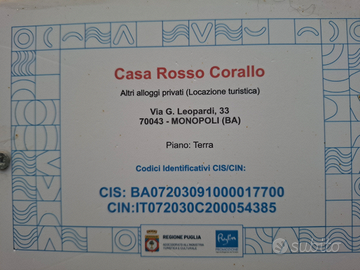 Casa Rosso Corallo
Altri alloggi privati (Locazione turistica)
Via G. Leopardi, 33
70043 - MONOPOLI (BA)
Piano: Terra
Codici Identificativi CIS/CIN:
CIS: BA07203091000017700
CIN:IT072030C200054385
REGIONE PUGLIA
subito